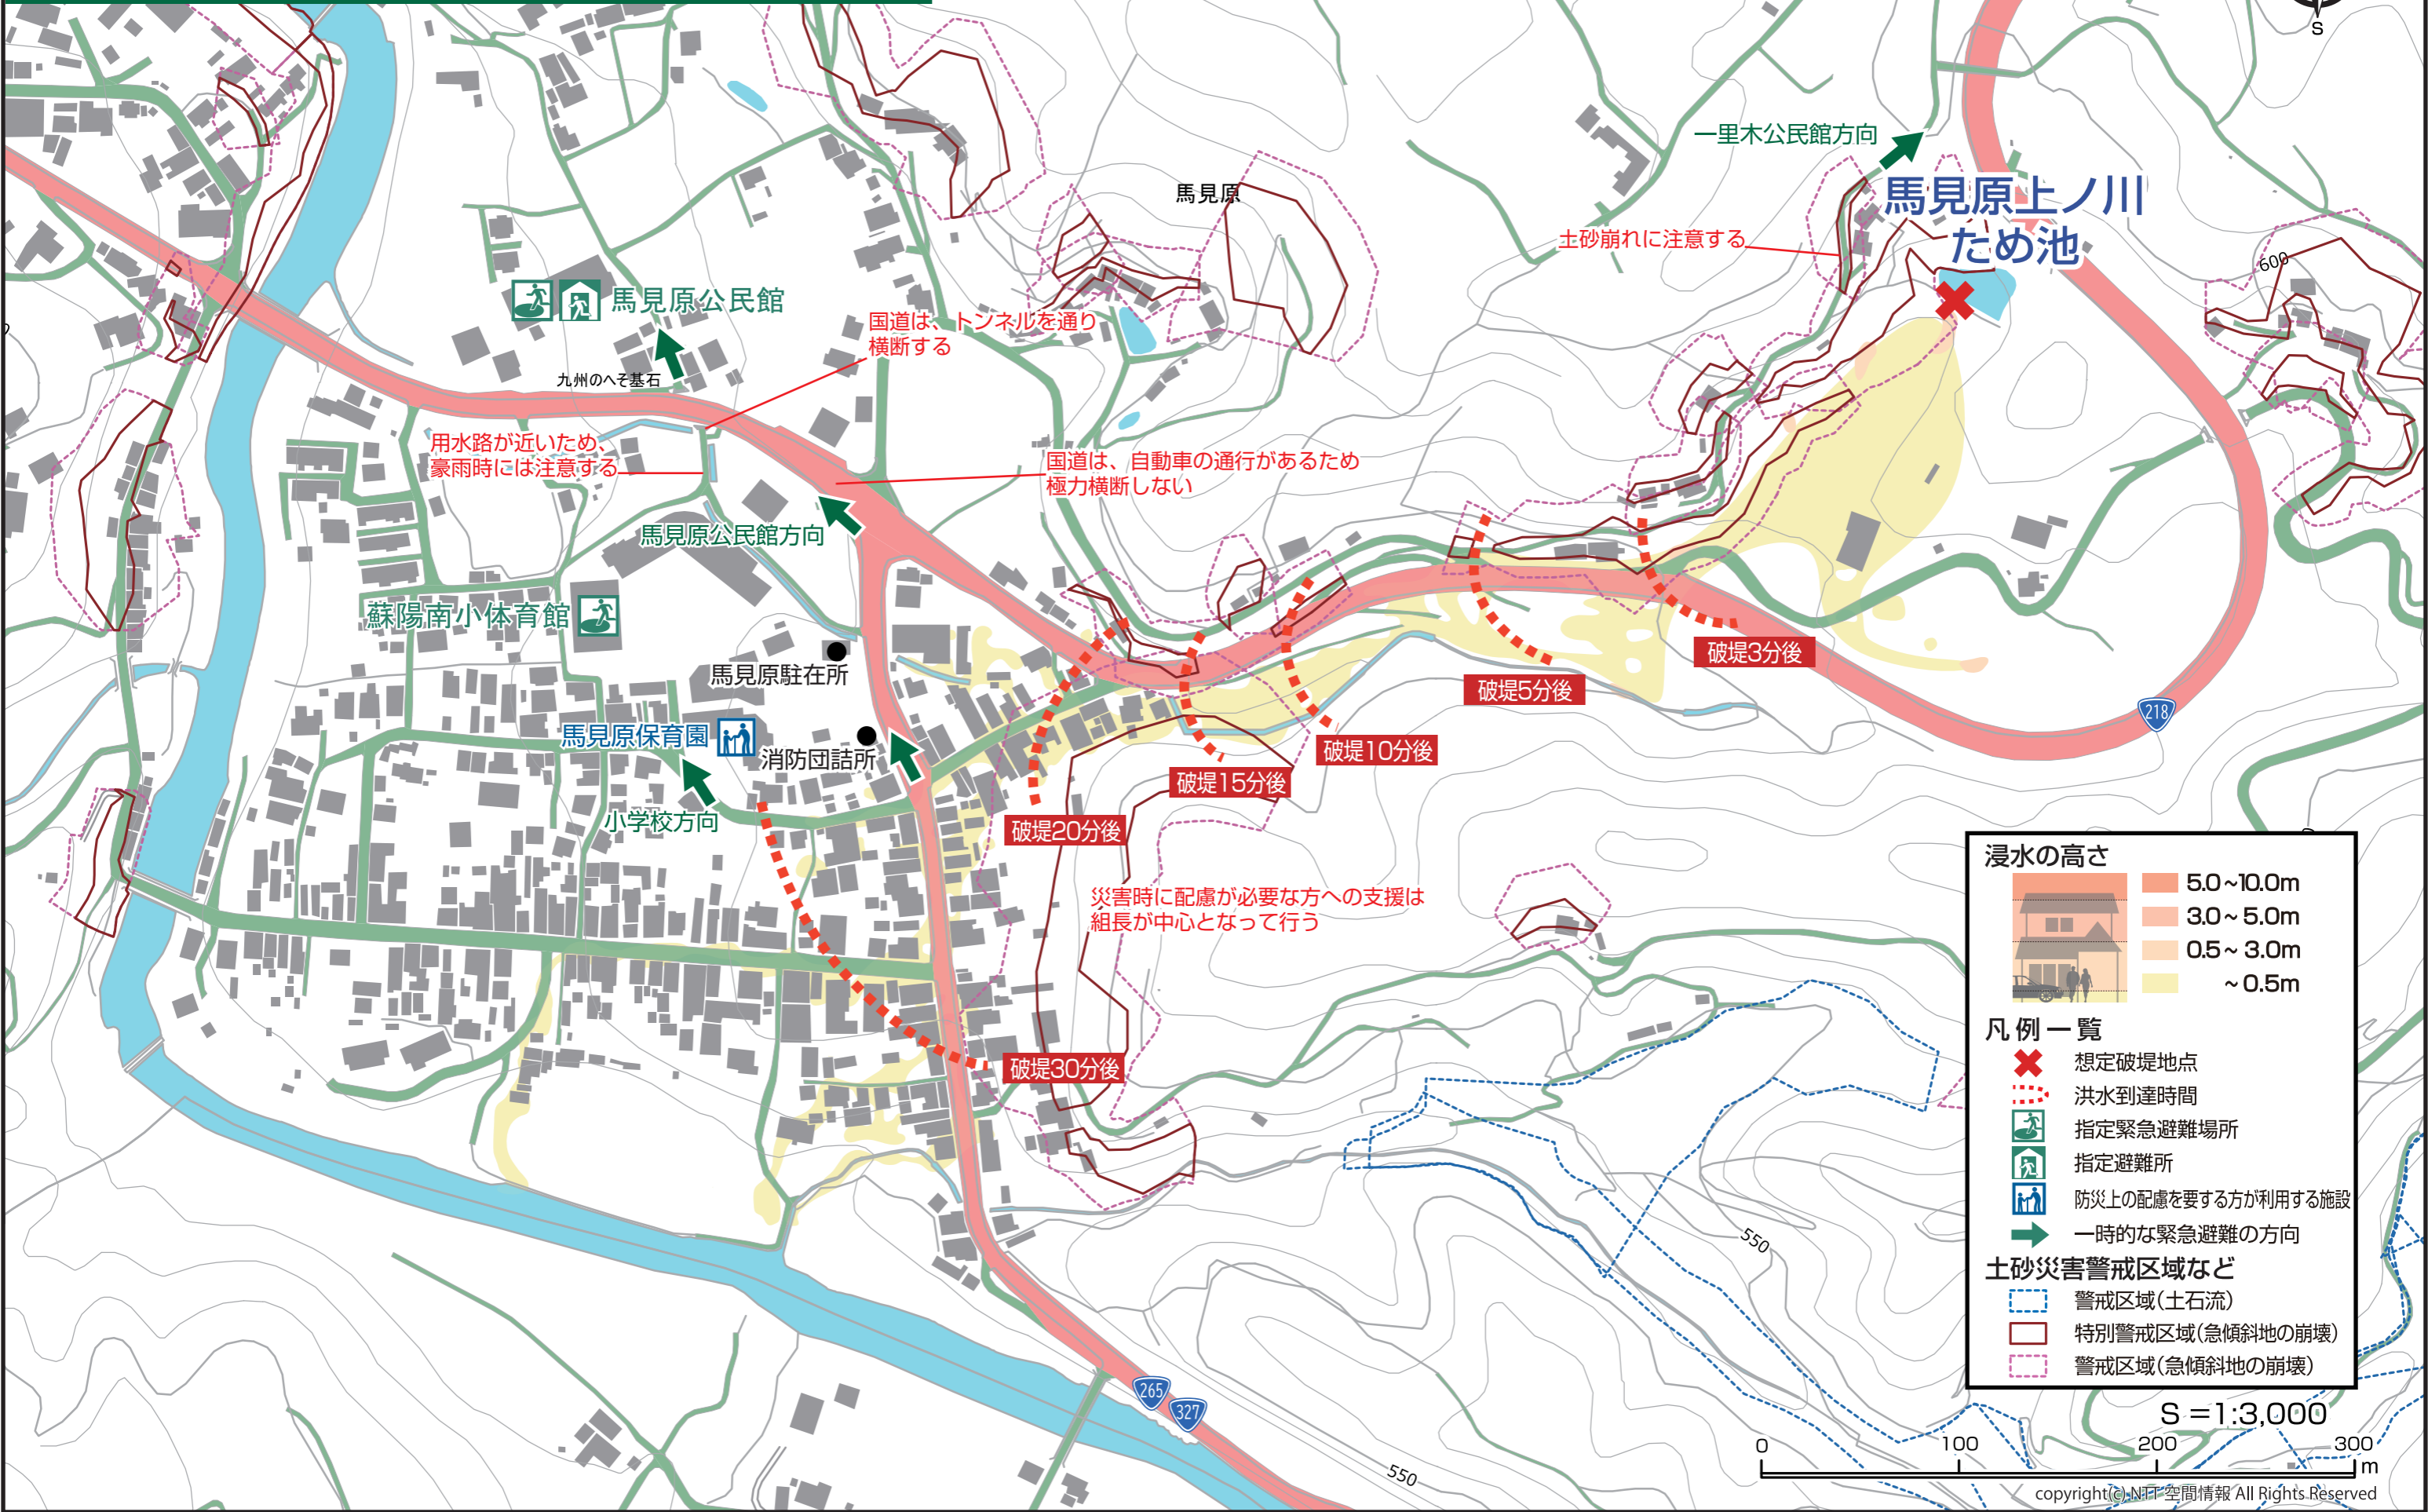 S
一里木公民館方向
馬見原
馬見原上ノ川
ため池
土砂崩れに注意する
600
馬見原公民館
国道は、トンネルを通り
横断する
九州のへそ基石
用水路が近いため
豪雨時には注意する
国道は、自動車の通行があるため
極力横断しない
馬見原公民館方向
蘇陽南小体育館
馬見原駐在所
破堤3分後
破堤5分後
218
馬見原保育園
消防団詰所
破堤10分後
破堤15分後
小学校方向
破堤20分後
災害時に配慮が必要な方への支援は
組長が中心となって行う
破堤30分後
浸水の高さ
5.0~10.0m
3.0~5.0m
0.5~3.0m
~0.5m
凡例一覧
想定破堤地点
洪水到達時間
指定緊急避難場所
指定避難所
防災上の配慮を要する方が利用する施設
一時的な緊急避難の方向
土砂災害警戒区域など
警戒区域(土石流)
特別警戒区域(急傾斜地の崩壊)
警戒区域(急傾斜地の崩壊)
550
265
327
550
S=1:3,000
0 100 200 300
m
copyright(c) NTT 空間情報 All Rights Reserved